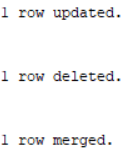 1 row updated.
1 row deleted.
1 row merged.